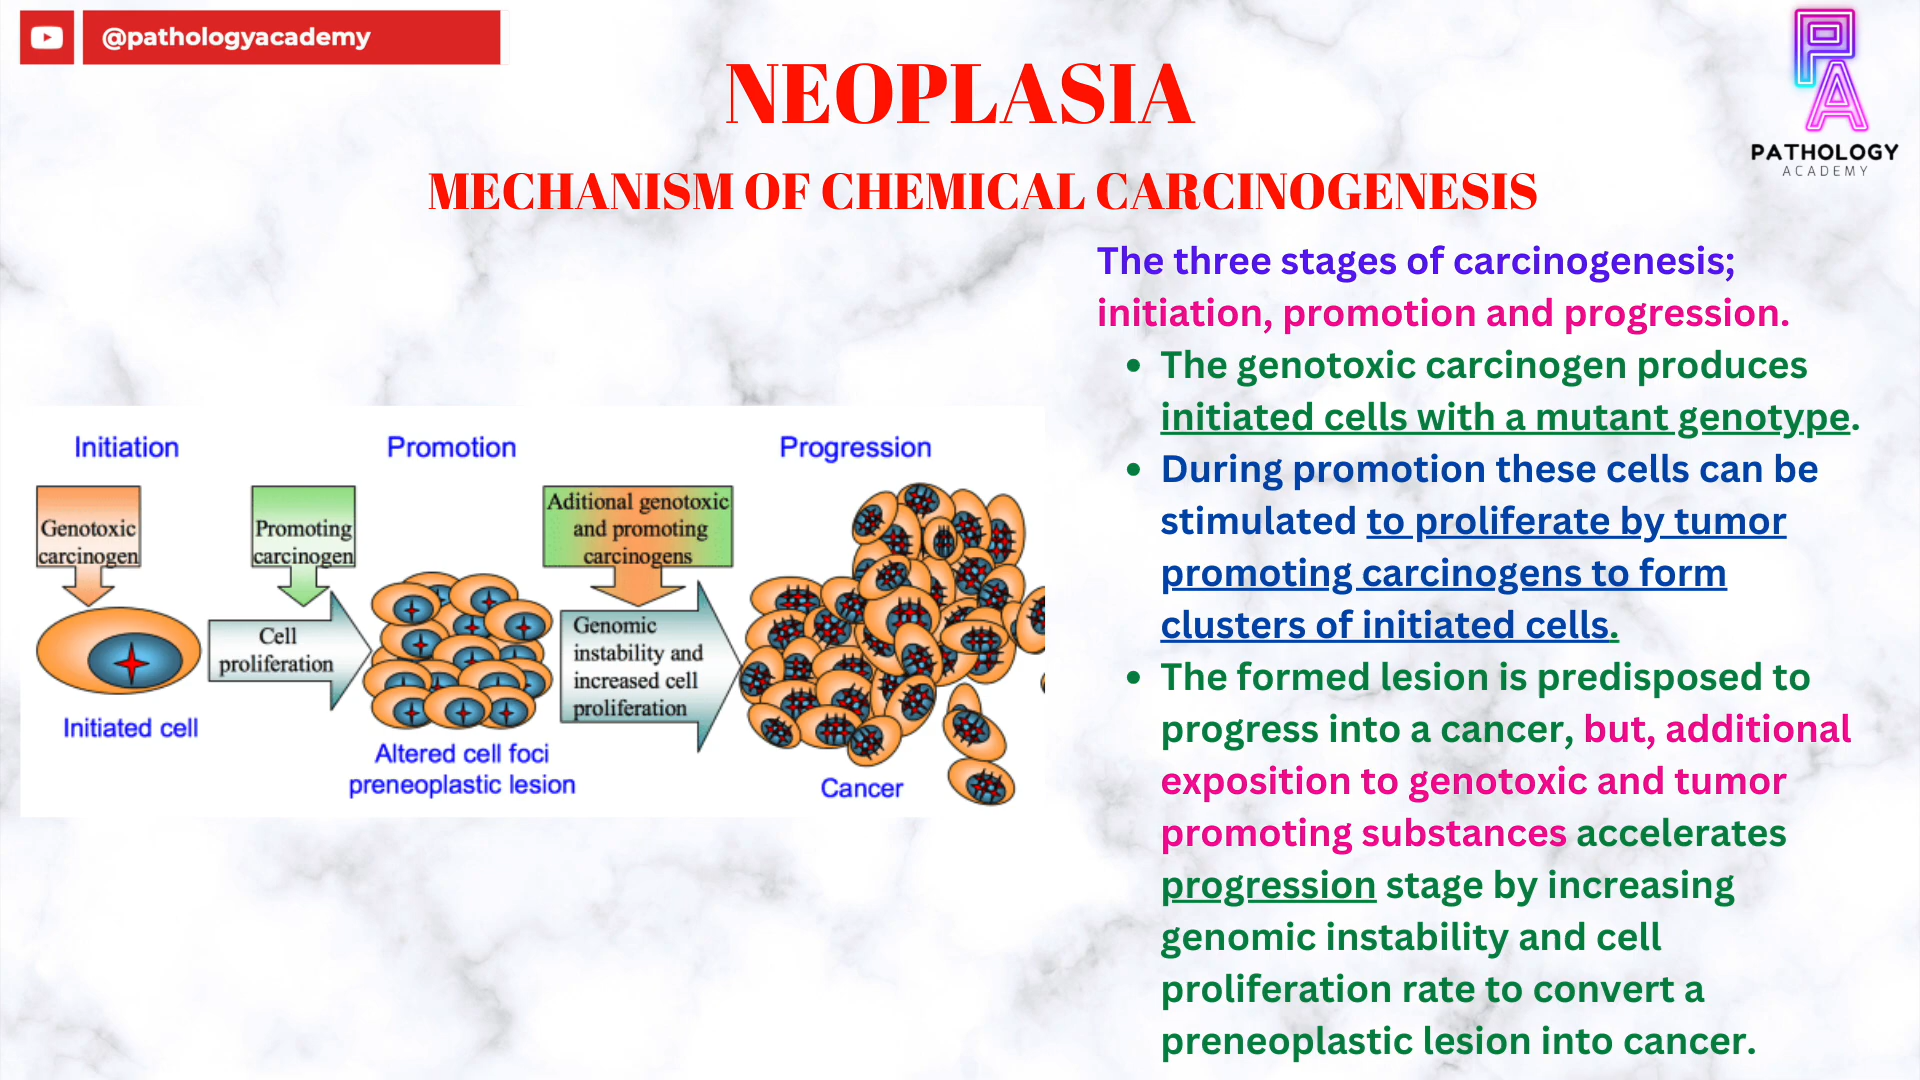 @pathologyacademy
PA
PATHOLOGY
ACADEMY
NEOPLASIA
MECHANISM OF CHEMICAL CARCINOGENESIS
Initiation
Promotion
Progression
Genotoxic
carcinogen
Promoting
carcinogen
Aditional genotoxic
and promoting
carcinogens
Cell
proliferation
Genomic
instability and
increased cell
proliferation
Initiated cell
Altered cell foci
preneoplastic lesion
Cancer
The three stages of carcinogenesis;
initiation, promotion and progression.
• The genotoxic carcinogen produces
initiated cells with a mutant genotype.
• During promotion these cells can be
stimulated to proliferate by tumor
promoting carcinogens to form
clusters of initiated cells.
• The formed lesion is predisposed to
progress into a cancer, but, additional
exposition to genotoxic and tumor
promoting substances accelerates
progression stage by increasing
genomic instability and cell
proliferation rate to convert a
preneoplastic lesion into cancer.